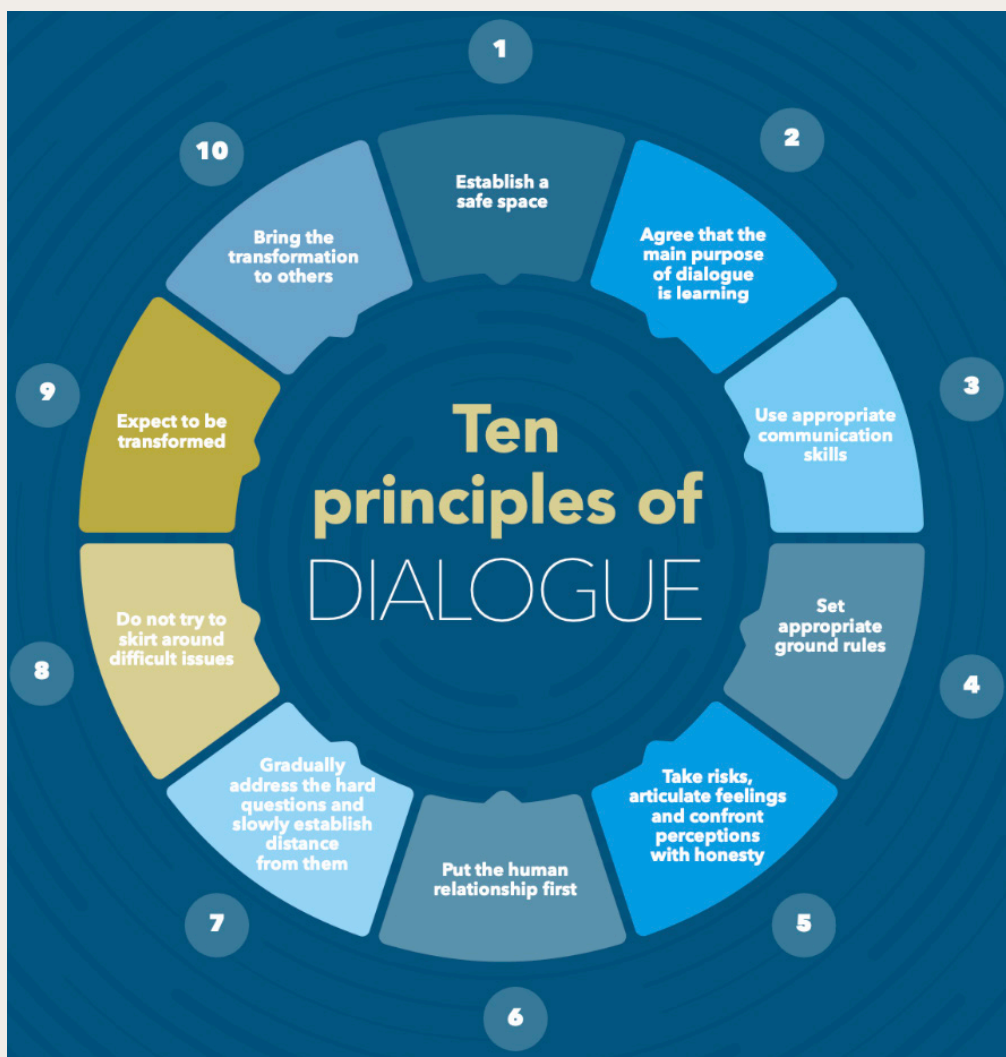 Ten
principles of
DIALOGUE
1
Establish a
safe space
2
Agree that the
main purpose
of dialogue
is learning
3
Use appropriate
communication
skills
4
Set
appropriate
ground rules
5
Take risks,
articulate feelings
and confront
perceptions
with honesty
6
Put the human
relationship first
7
Gradually
address the hard
questions and
slowly establish
distance
from them
8
Do not try to
skirt around
difficult issues
9
Expect to be
transformed
10
Bring the
transformation
to others